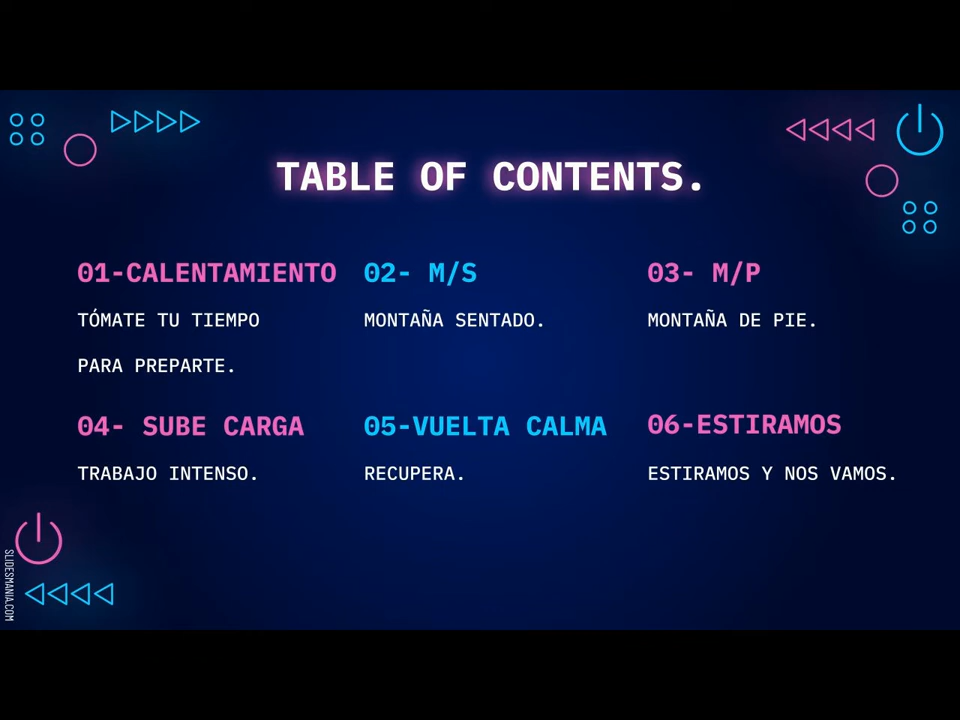 TABLE OF CONTENTS.
01-CALENTAMIENTO
TÓMATE TU TIEMPO
PARA PREPARTE.
02- M/S
MONTAÑA SENTADO.
03- M/P
MONTAÑA DE PIE.
04- SUBE CARGA
TRABAJO INTENSO.
05-VUELTA CALMA
RECUPERA.
06-ESTIRAMOS
ESTIRAMOS Y NOS VAMOS.
SLIDESMANIA.COM